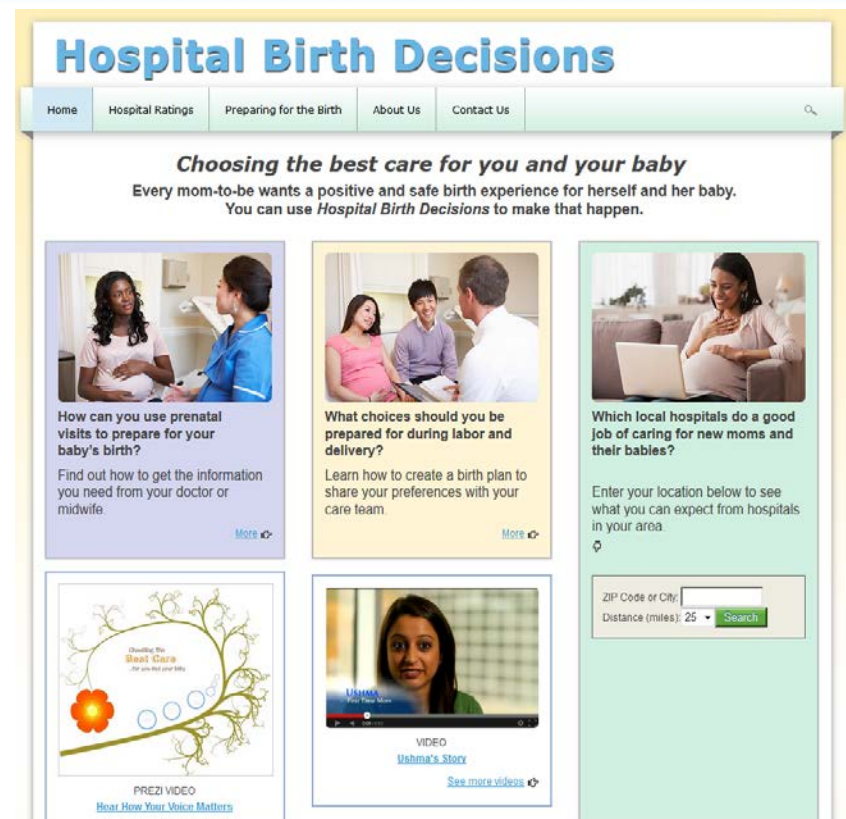 Hospital Birth Decisions
Home
Hospital Ratings
Preparing for the Birth
About Us
Contact Us
Choosing the best care for you and your baby
Every mom-to-be wants a positive and safe birth experience for herself and her baby.
You can use Hospital Birth Decisions to make that happen.
How can you use prenatal
visits to prepare for your
baby's birth?
Find out how to get the information
you need from your doctor or
midwife.
More
What choices should you be
prepared for during labor and
delivery?
Learn how to create a birth plan to
share your preferences with your
care team.
More
Which local hospitals do a good
job of caring for new moms and
their babies?
Enter your location below to see
what you can expect from hospitals
in your area.
ZIP Code or City:
Distance (miles): 25 Search
Choosing The
Best Care
...for you and your baby
PREZI VIDEO
Hear How Your Voice Matters
USHMA
First Time Mom
VIDEO
Ushma's Story
See more videos